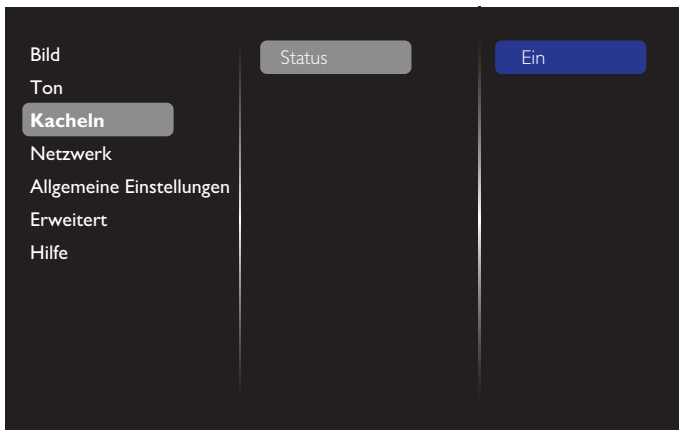 Bild
Ton
Kacheln
Netzwerk
Allgemeine Einstellungen
Erweitert
Hilfe
Status
Ein